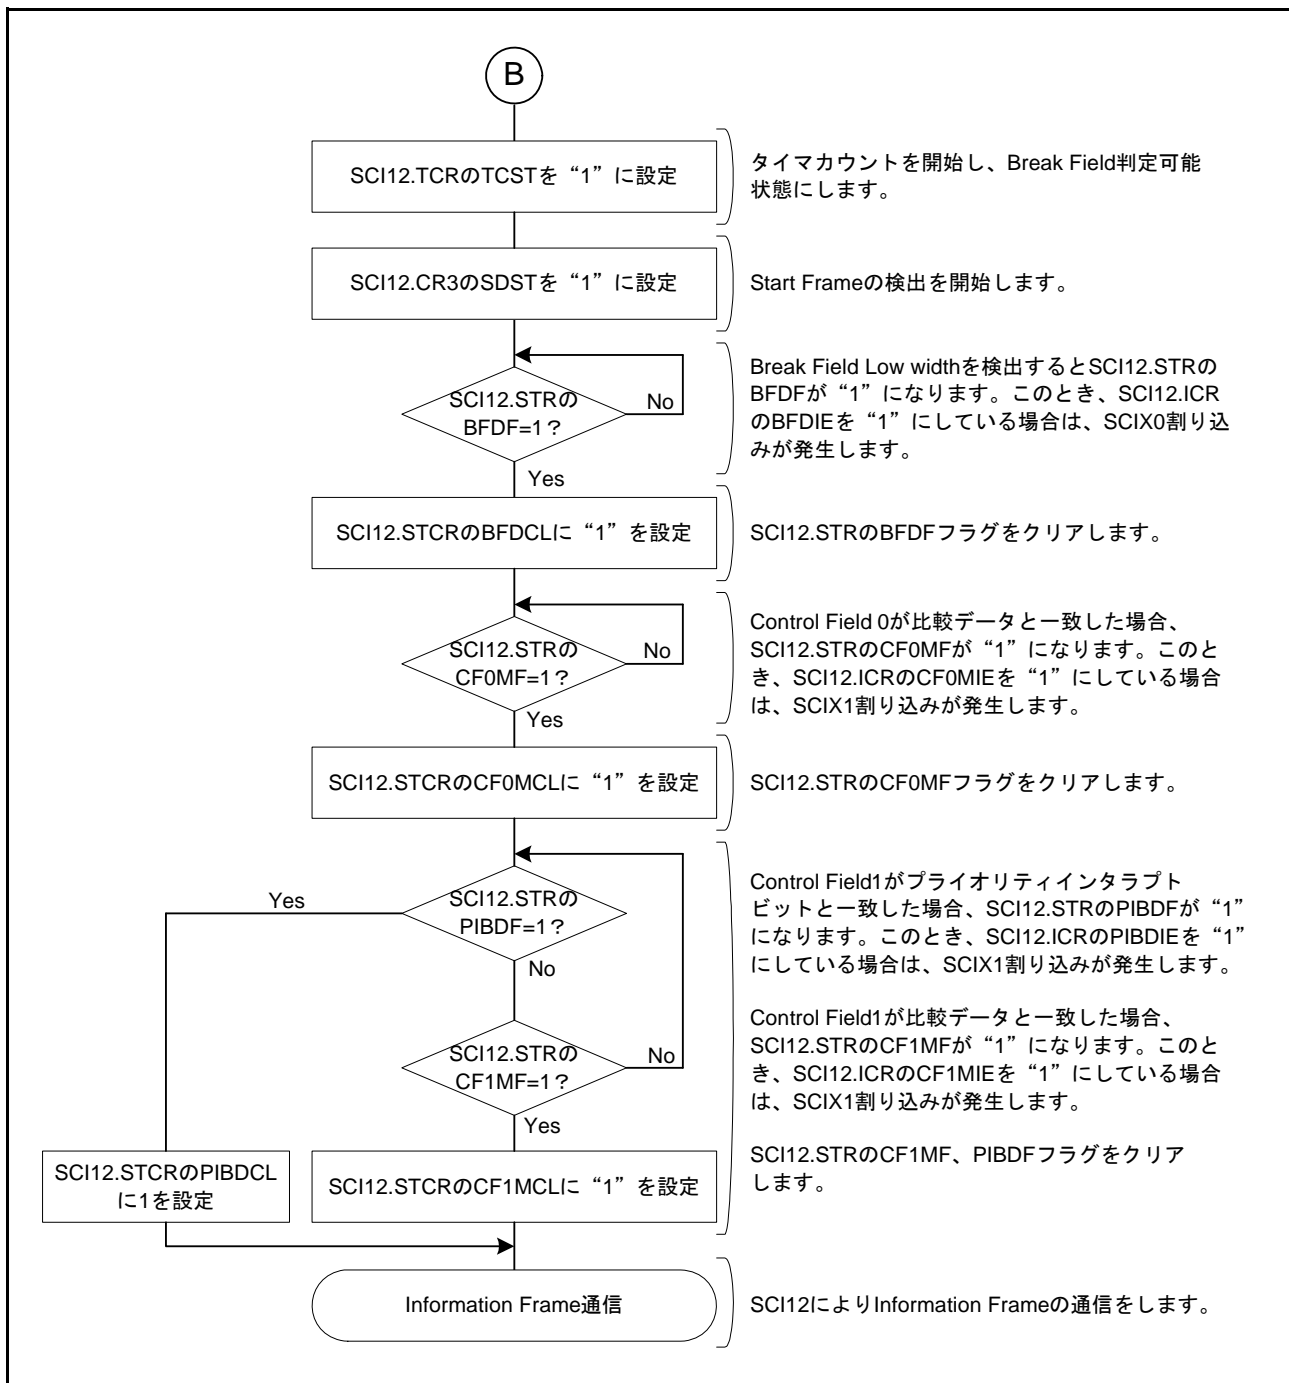 B
SCI12.TCRのTCSTを“1”に設定
タイマカウントを開始し、Break Field判定可能
状態にします。
SCI12.CR3のSDSTを“1”に設定
Start Frameの検出を開始します。
SCI12.STRの
BFDF=1？
No
Yes
Break Field Low widthを検出するとSCI12.STRの
BFDFが“1”になります。このとき、SCI12.ICR
のBFDIEを“1”にしている場合は、SCIX0割り込
みが発生します。
SCI12.STCRのBFDCLに“1”を設定
SCI12.STRのBFDFフラグをクリアします。
SCI12.STRの
CF0MF=1？
No
Yes
Control Field 0が比較データと一致した場合、
SCI12.STRのCF0MFが“1”になります。このと
き、SCI12.ICRのCF0MIEを“1”にしている場合
は、SCIX1割り込みが発生します。
SCI12.STCRのCF0MCLに“1”を設定
SCI12.STRのCF0MFフラグをクリアします。
SCI12.STRの
PIBDF=1？
Yes
No
Control Field1がプライオリティインタラプト
ビットと一致した場合、SCI12.STRのPIBDFが“1”
になります。このとき、SCI12.ICRのPIBDIEを“1”
にしている場合は、SCIX1割り込みが発生します。
SCI12.STRの
CF1MF=1？
No
Yes
Control Field1が比較データと一致した場合、
SCI12.STRのCF1MFが“1”になります。このと
き、SCI12.ICRのCF1MIEを“1”にしている場合
は、SCIX1割り込みが発生します。
SCI12.STCRのPIBDCL
に1を設定
SCI12.STCRのCF1MCLに“1”を設定
SCI12.STRのCF1MF、PIBDFフラグをクリア
します。
Information Frame通信
SCI12によりInformation Frameの通信をします。